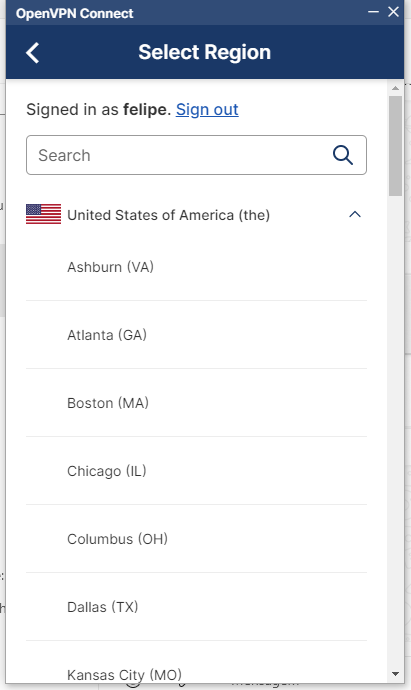 OpenVPN Connect
Select Region
Signed in as felipe. Sign out
Search
United States of America (the)
Ashburn (VA)
Atlanta (GA)
Boston (MA)
Chicago (IL)
Columbus (OH)
Dallas (TX)
Kansas City (MO)